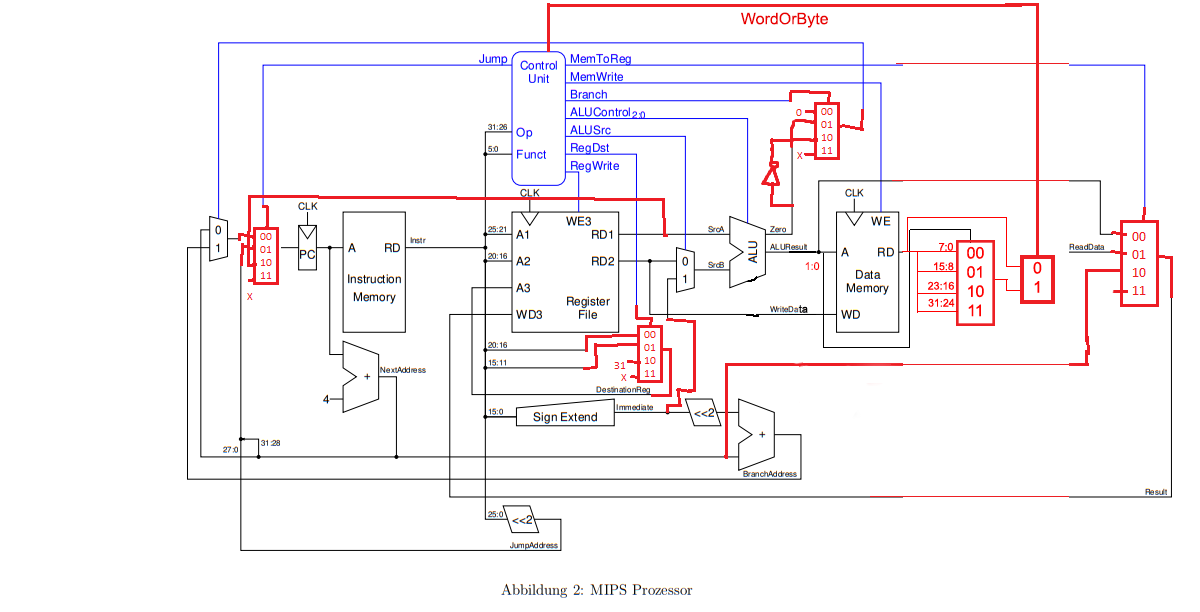 WordOrByte
Jump
Control
Unit
MemToReg
MemWrite
Branch
ALUControl 2:0
ALUSrc
RegDst
RegWrite
31:26
Op
5:0
Funct
0
00
01
10
11
X
CLK
0
1
00
01
10
11
X
CLK
PC
A
RD
Instruction
Memory
Instr
CLK
WE3
25:21
A1
RD1
20:16
A2
RD2
A3
Register
File
WD3
SrcA
0
1
SrcB
ALU
Zero
ALUResult
1:0
CLK
WE
A
RD
Data
Memory
WD
WriteData
7:0
15:8
23:16
31:24
00
01
10
11
0
1
ReadData
00
01
10
11
20:16
15:11
31
X
00
01
10
11
DestinationReg
+
4
NextAddress
15:0
Sign Extend
Immediate
<<2
+
BranchAddress
27:0
31:28
Result
25:0
<<2
JumpAddress
Abbildung 2: MIPS Prozessor